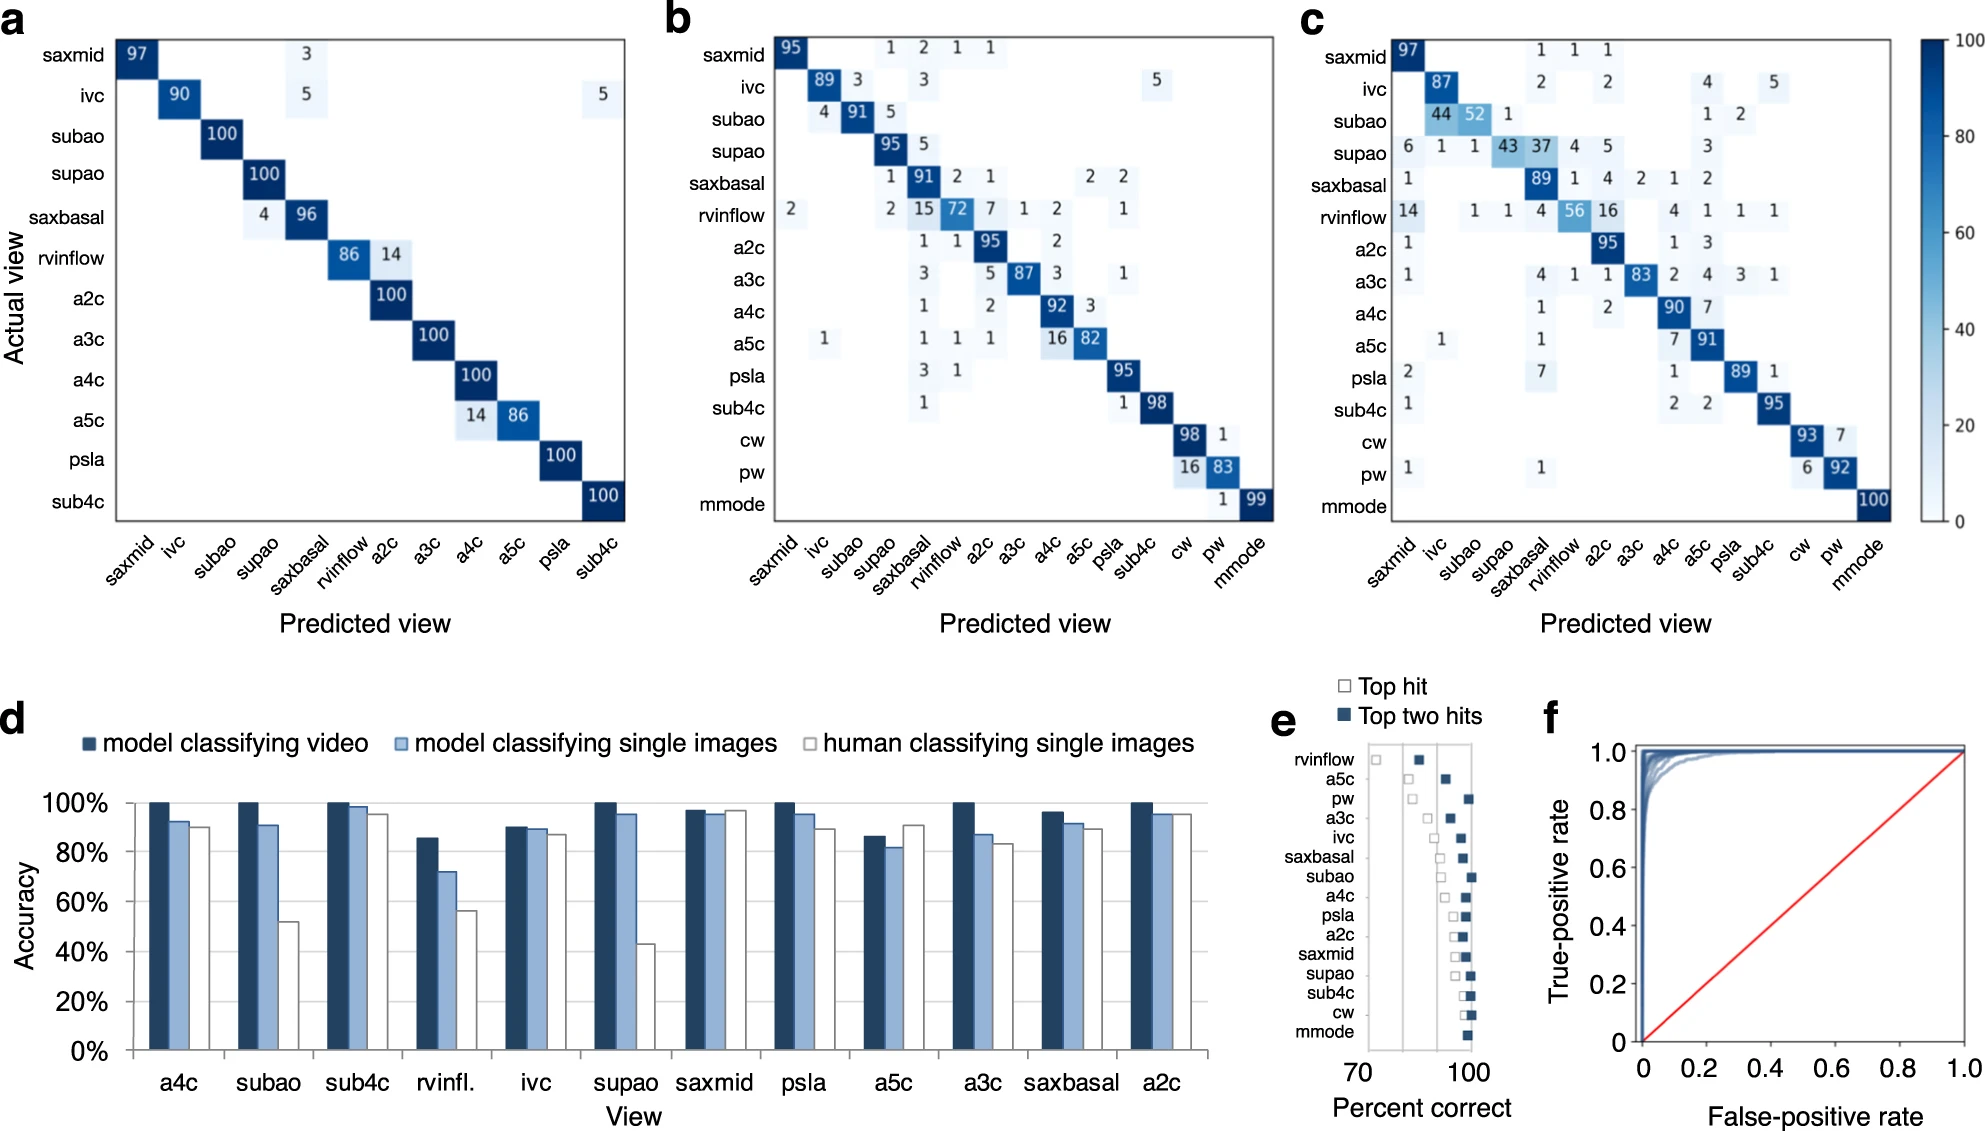 a
saxmid 97 3
ivc 90 5 5
subao 100
supao 100
saxbasal 4 96
rvinflow 86 14
a2c 100
a3c 100
a4c 100
a5c 14 86
psla 100
sub4c 100
Actual view
saxmid ivc subao supao saxbasal rvinflow a2c a3c a4c a5c psla sub4c
Predicted view
b
saxmid 95 1 2 1 1
ivc 89 3 3 5
subao 4 91 5
supao 95 5
saxbasal 1 91 2 1 2 2
rvinflow 2 2 15 72 7 1 2 1
a2c 1 1 95 2
a3c 3 5 87 3 1
a4c 1 2 92 3
a5c 1 1 1 1 16 82
psla 3 1 95
sub4c 1 1 98
cw 98 1
pw 16 83
mmode 1 99
saxmid ivc subao supao saxbasal rvinflow a2c a3c a4c a5c psla sub4c cw pw mmode
Predicted view
c
saxmid 97 1 1 1
ivc 87 2 2 4 5
subao 44 52 1 1 2
supao 6 1 1 43 37 4 5 3
saxbasal 1 89 1 4 2 1 2
rvinflow 14 1 1 4 56 16 4 1 1 1
a2c 1 95 1 3
a3c 1 4 1 1 83 2 4 3 1
a4c 1 2 90 7
a5c 1 1 7 91
psla 2 7 1 89 1
sub4c 1 2 2 95
cw 93 7
pw 1 1 6 92
mmode 100
saxmid ivc subao supao saxbasal rvinflow a2c a3c a4c a5c psla sub4c cw pw mmode
Predicted view
100
80
60
40
20
0
d
model classifying video model classifying single images human classifying single images
100%
80%
60%
40%
20%
0%
Accuracy
a4c subao sub4c rvinfl. ivc supao saxmid psla a5c a3c saxbasal a2c
View
e
Top hit
Top two hits
rvinflow
a5c
pw
a3c
ivc
saxbasal
subao
a4c
psla
a2c
saxmid
supao
sub4c
cw
mmode
70 100
Percent correct
f
1.0
0.8
0.6
0.4
0.2
0
True-positive rate
0 0.2 0.4 0.6 0.8 1.0
False-positive rate